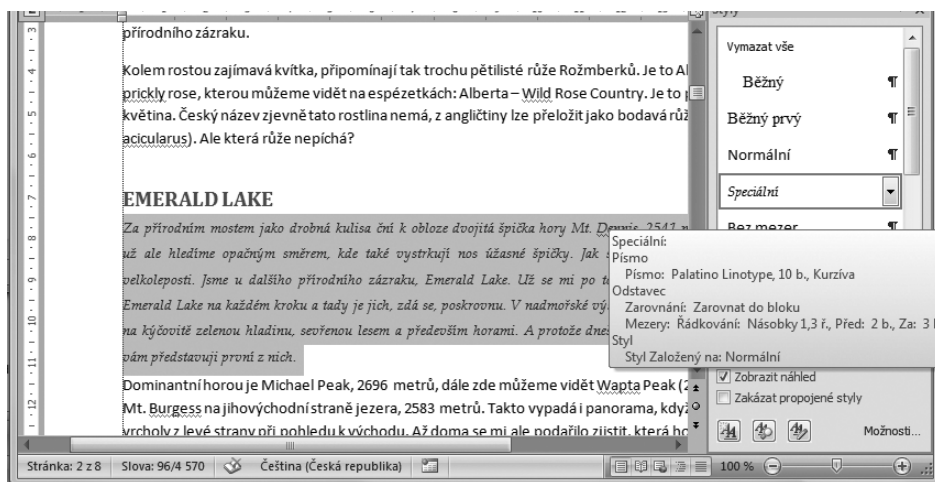 přírodního zázraku.
Kolem rostou zajímavá kvítka, připomínají tak trochu pětilisté růže Rožmberků. Je to Al
prickly rose, kterou můžeme vidět na espézetkách: Alberta – Wild Rose Country. Je to
květina. Český název zjevně tato rostlina nemá, z angličtiny lze přeložit jako bodavá růž
acicularus). Ale která růže nepíchá?
EMERALD LAKE
Za přírodním mostem jako drobná kulisa ční k obloze dvojitá špička hory Mt. Dennis, 2541
už ale hledíme opačným směrem, kde také vystrkují nos úžasné špičky. Jak
velkoleposti. Jsme u dalšího přírodního zázraku, Emerald Lake. Už se mi po
Emerald Lake na každém kroku a tady je jich, zdá se, poskrovnu. V nadmořské
na kýčovitě zelenou hladinu, sevřenou lesem a především horami. A protože dne
vám představuji první z nich.
Dominantní horou je Michael Peak, 2696 metrů, dále zde můžeme vidět Wapta Peak (2
Mt. Burgess na jihovýchodní straně jezera, 2583 metrů. Takto vypadá i panorama, když
vrcholy z levé strany při pohledu k východu. Až doma se mi ale podařilo zjistit, která ho
Styly
Vymazat vše
Běžný ¶
Běžný prvý ¶
Normální ¶
Speciální
Bez mezer
Speciální:
Písmo
Písmo: Palatino Linotype, 10 b., Kurzíva
Odstavec
Zarovnání: Zarovnat do bloku
Mezery: Řádkování: Násobky 1,3 ř., Před: 2 b., Za: 3
Styl
Styl Založený na: Normální
Zobrazit náhled
Zakázat propojené styly
Možnosti...
Stránka: 2 z 8 Slova: 96/4 570 Čeština (Česká republika) 100 %